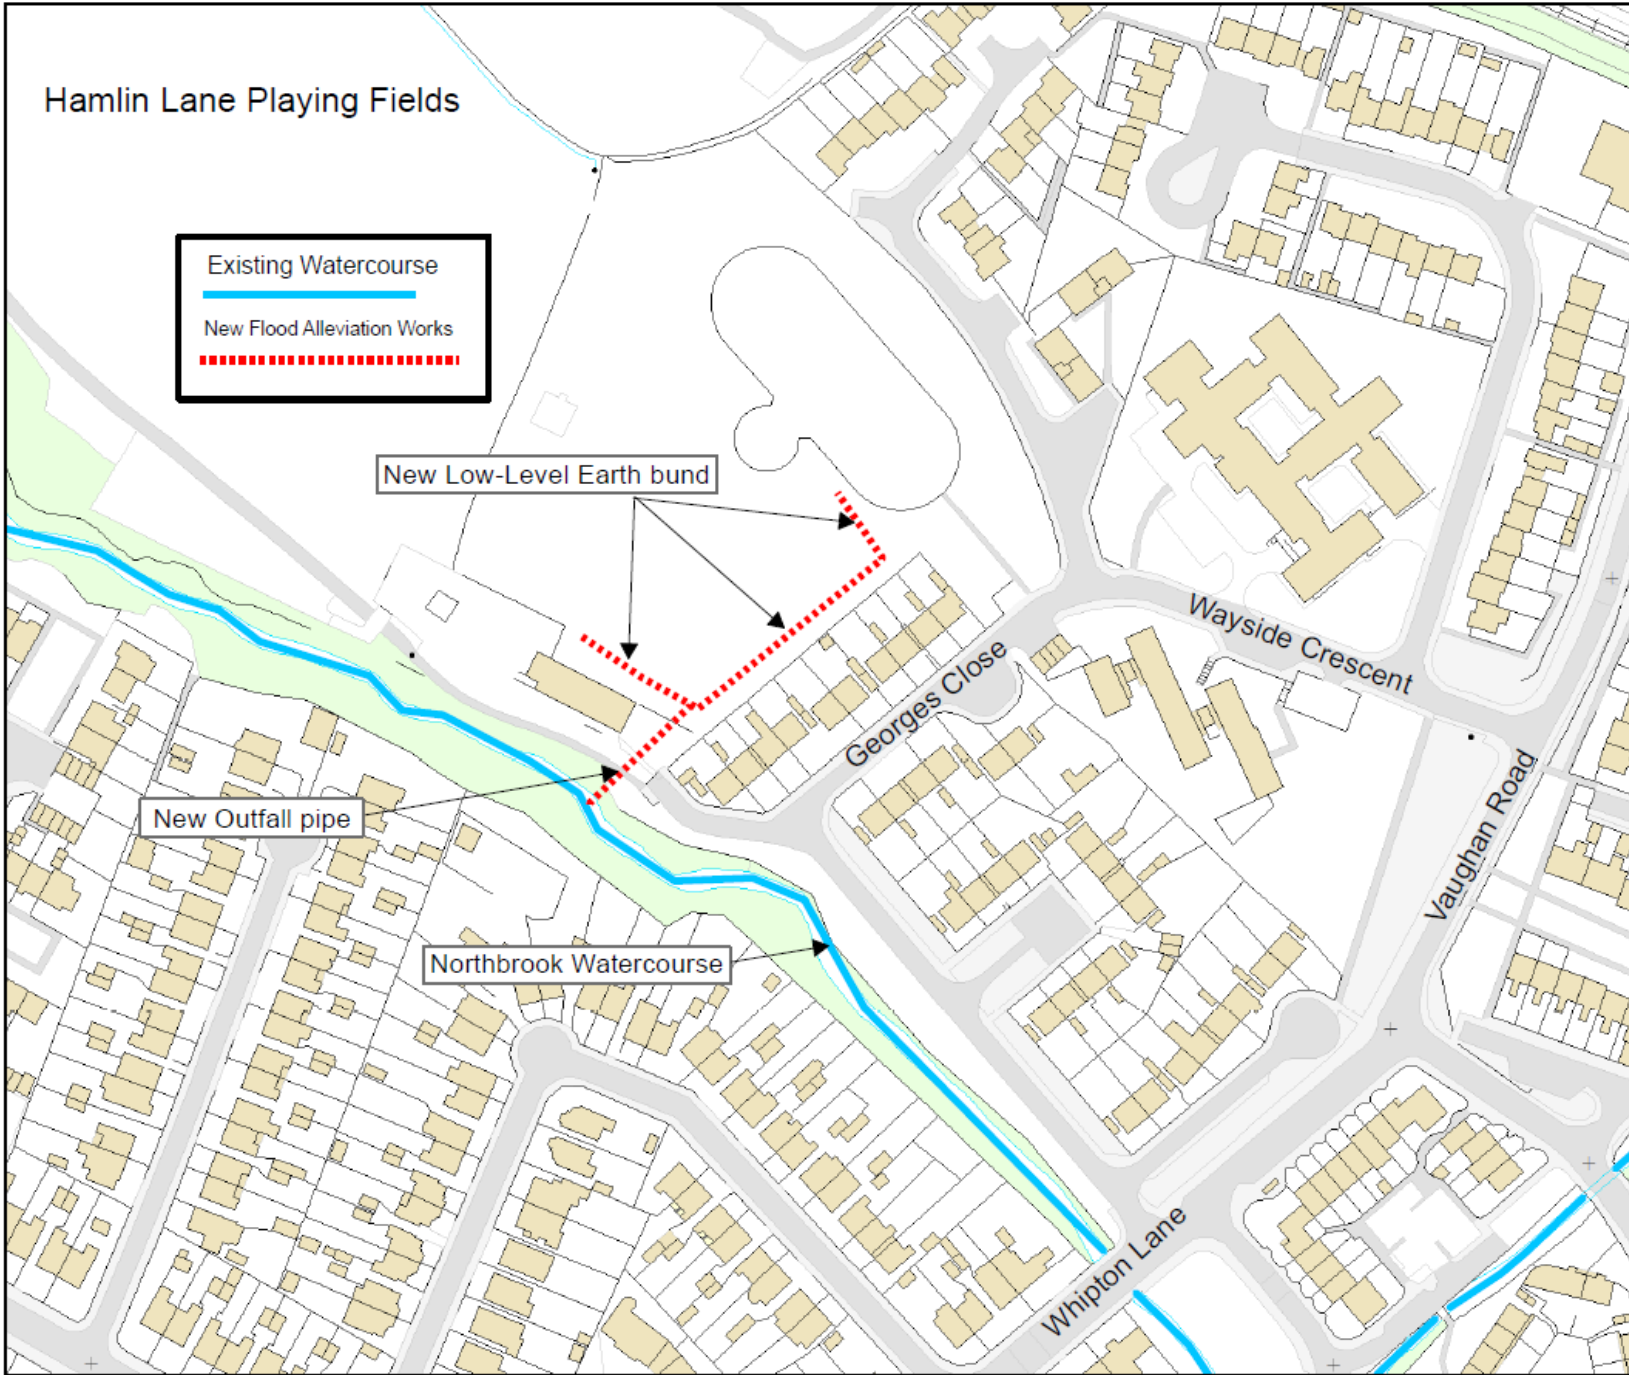 Hamlin Lane Playing Fields
Existing Watercourse
New Flood Alleviation Works
New Low-Level Earth bund
Wayside Crescent
Georges Close
New Outfall pipe
Vaughan Road
Northbrook Watercourse
Whipton Lane